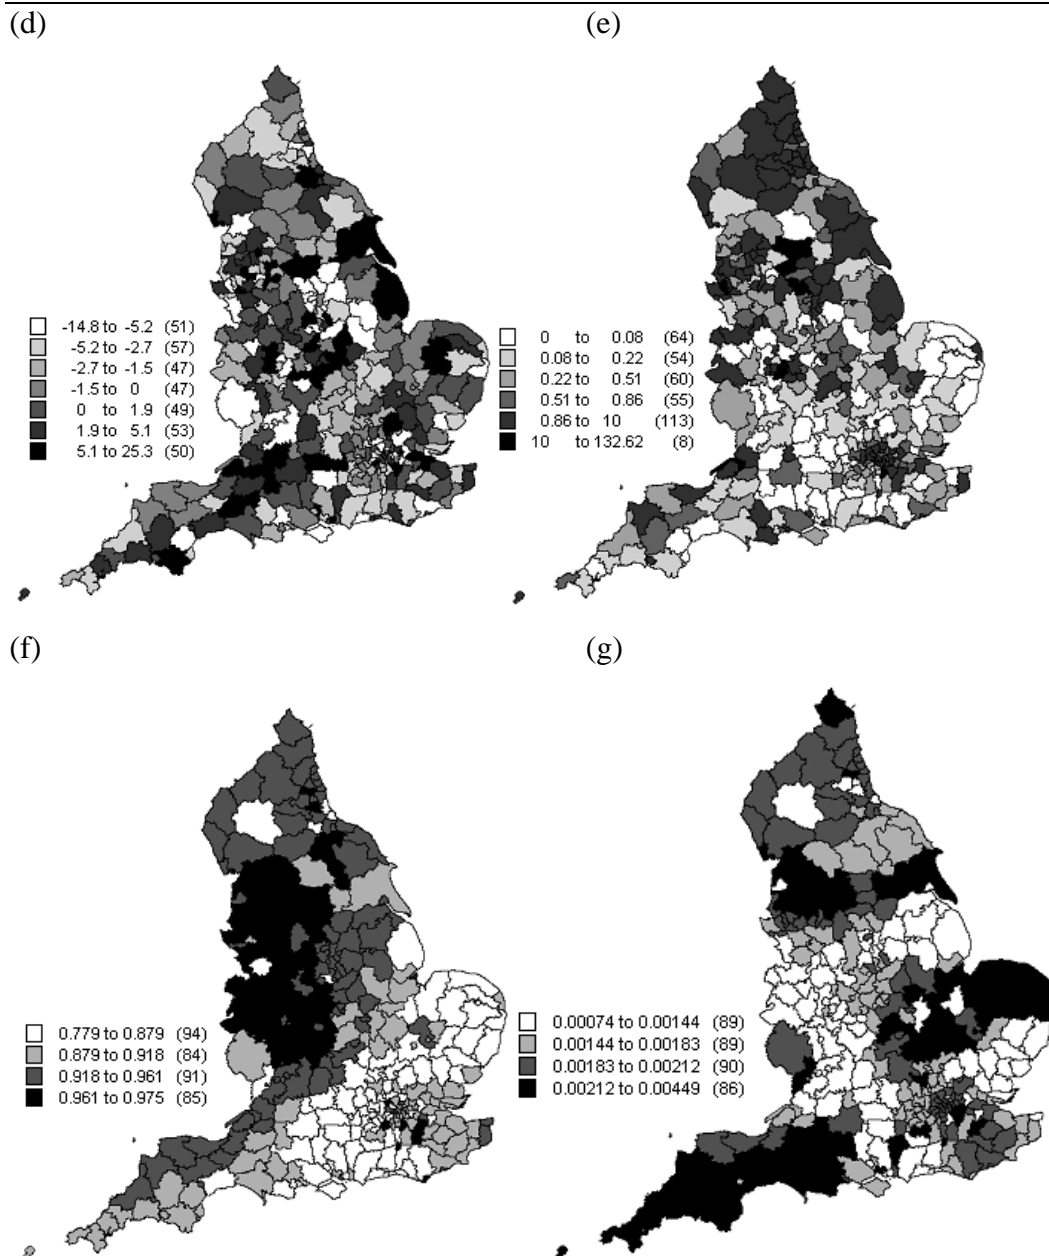 (d)
(e)
-14.8 to -5.2 (51)
-5.2 to -2.7 (57)
-2.7 to -1.5 (47)
-1.5 to 0 (47)
0 to 1.9 (49)
1.9 to 5.1 (53)
5.1 to 25.3 (50)
0 to 0.08 (64)
0.08 to 0.22 (54)
0.22 to 0.51 (60)
0.51 to 0.86 (55)
0.86 to 10 (113)
10 to 132.62 (8)
(f)
(g)
0.779 to 0.879 (94)
0.879 to 0.918 (84)
0.918 to 0.961 (91)
0.961 to 0.975 (85)
0.00074 to 0.00144 (89)
0.00144 to 0.00183 (89)
0.00183 to 0.00212 (90)
0.00212 to 0.00449 (86)